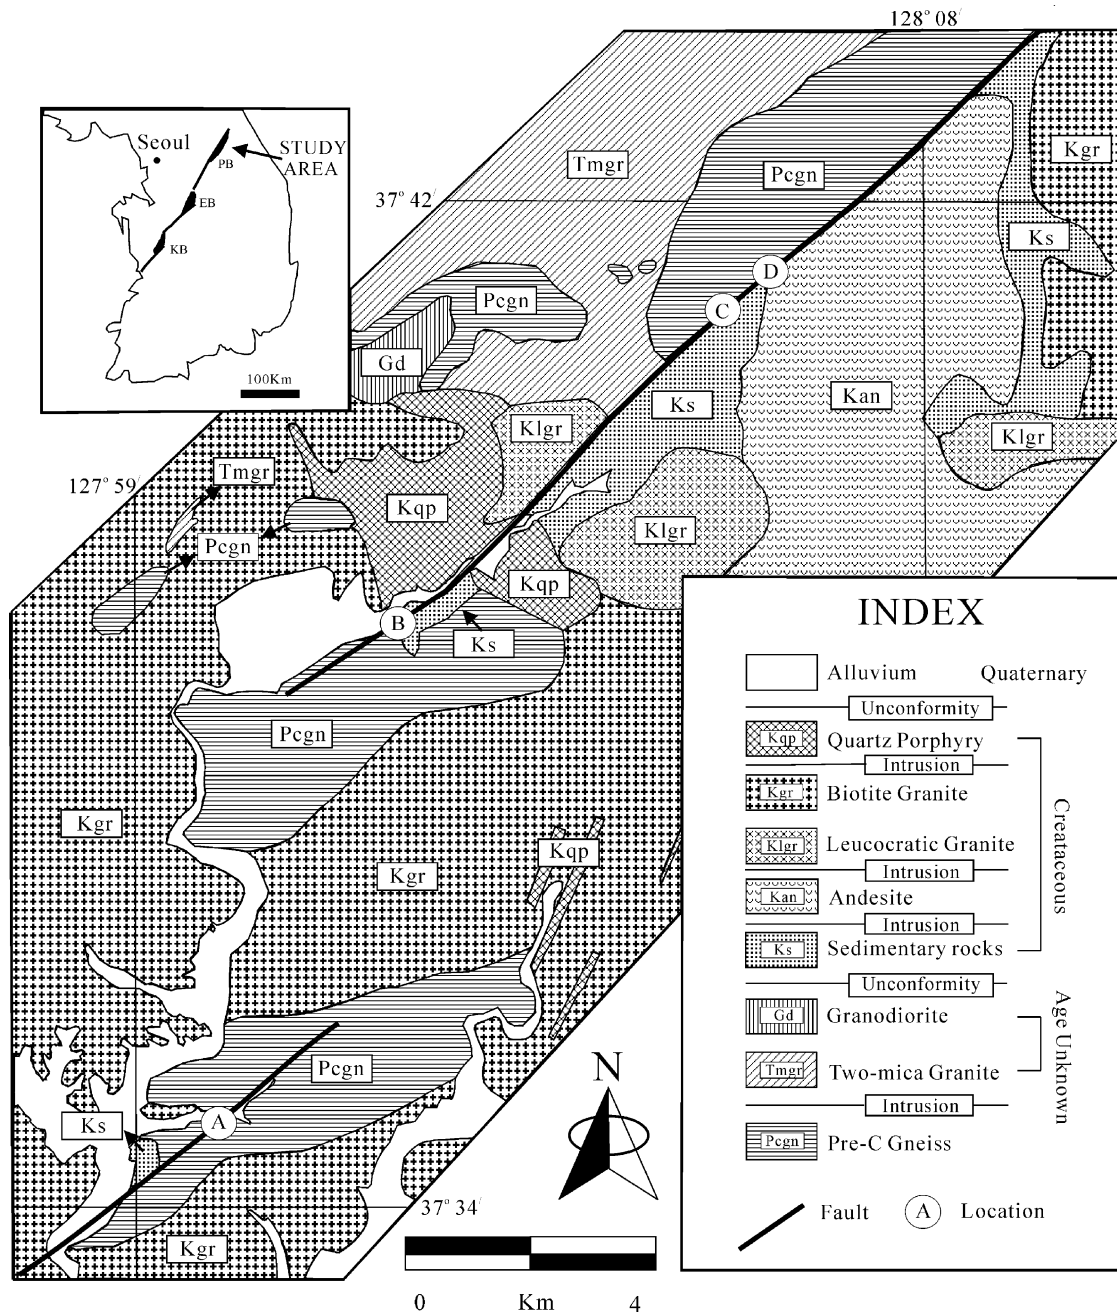 128° 08′
Seoul
STUDY
AREA
PB
EB
KB
100Km
37° 42′
Tmgr
Pcgn
Kgr
Ks
D
C
Pcgn
Gd
Ks
Kan
Klgr
Klgr
127° 59′
Tmgr
Kqp
Klgr
Pcgn
Kqp
B
Ks
Pcgn
Kgr
Kqp
Kgr
Pcgn
Ks
A
N
37° 34′
Kgr
0 Km 4
INDEX
Alluvium Quaternary
Unconformity
Kqp Quartz Porphyry
Intrusion
Kgr Biotite Granite
Klgr Leucocratic Granite
Intrusion
Kan Andesite
Intrusion
Ks Sedimentary rocks
Creataceous
Unconformity
Gd Granodiorite
Tmgr Two-mica Granite
Age Unknown
Intrusion
Pcgn Pre-C Gneiss
Fault A Location